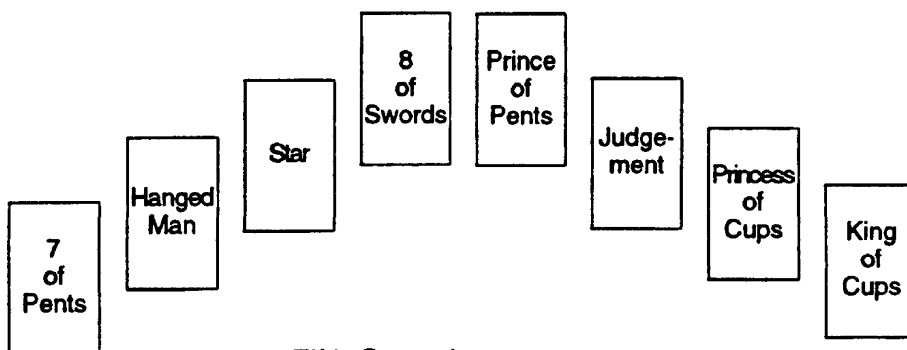 7
of
Pents
Hanged
Man
Star
8
of
Swords
Prince
of
Pents
Judge-
ment
Princess
of
Cups
King
of
Cups